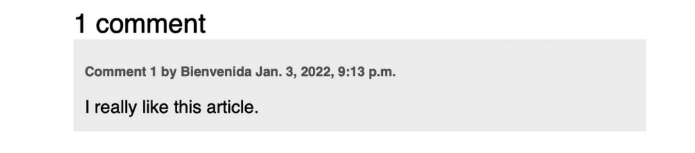 1 comment
Comment 1 by Bienvenida Jan. 3, 2022, 9:13 p.m.
I really like this article.